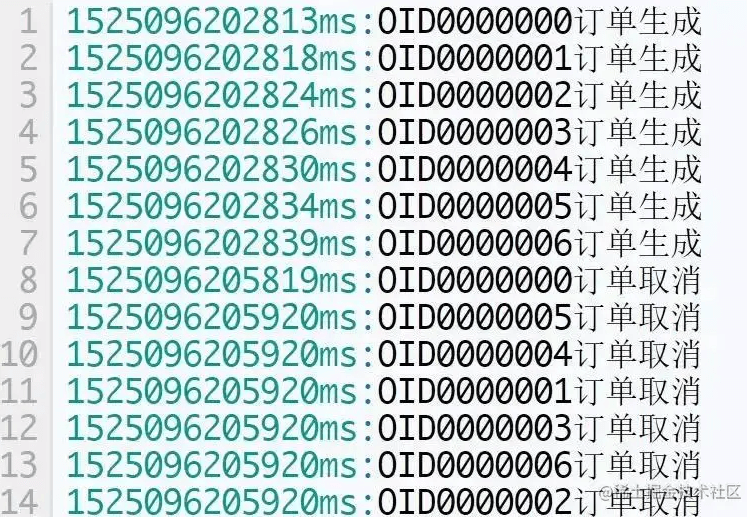 1 1525096202813ms:OID0000000订单生成
2 1525096202818ms:OID0000001订单生成
3 1525096202824ms:OID0000002订单生成
4 1525096202826ms:OID0000003订单生成
5 1525096202830ms:OID0000004订单生成
6 1525096202834ms:OID0000005订单生成
7 1525096202839ms:OID0000006订单生成
8 1525096205819ms:OID0000000订单取消
9 1525096205920ms:OID0000005订单取消
10 1525096205920ms:OID0000004订单取消
11 1525096205920ms:OID0000001订单取消
12 1525096205920ms:OID0000003订单取消
13 1525096205920ms:OID0000006订单取消
14 1525096205920ms:OID0000002订单取消
@稀土掘金技术社区